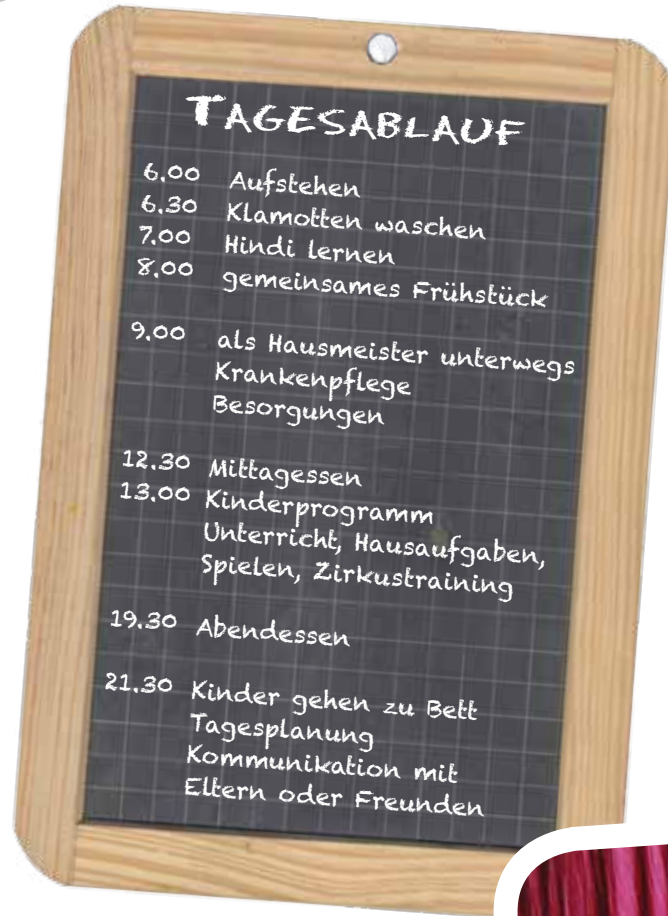 TAGESABLAUF
6.00 Aufstehen
6.30 Klamotten waschen
7.00 Hindi lernen
8.00 gemeinsames Frühstück
9.00 als Hausmeister unterwegs
Krankenpflege
Besorgungen
12.30 Mittagessen
13.00 Kinderprogramm
Unterricht, Hausaufgaben,
Spielen, Zirkustraining
19.30 Abendessen
21.30 Kinder gehen zu Bett
Tagesplanung
Kommunikation mit
Eltern oder Freunden